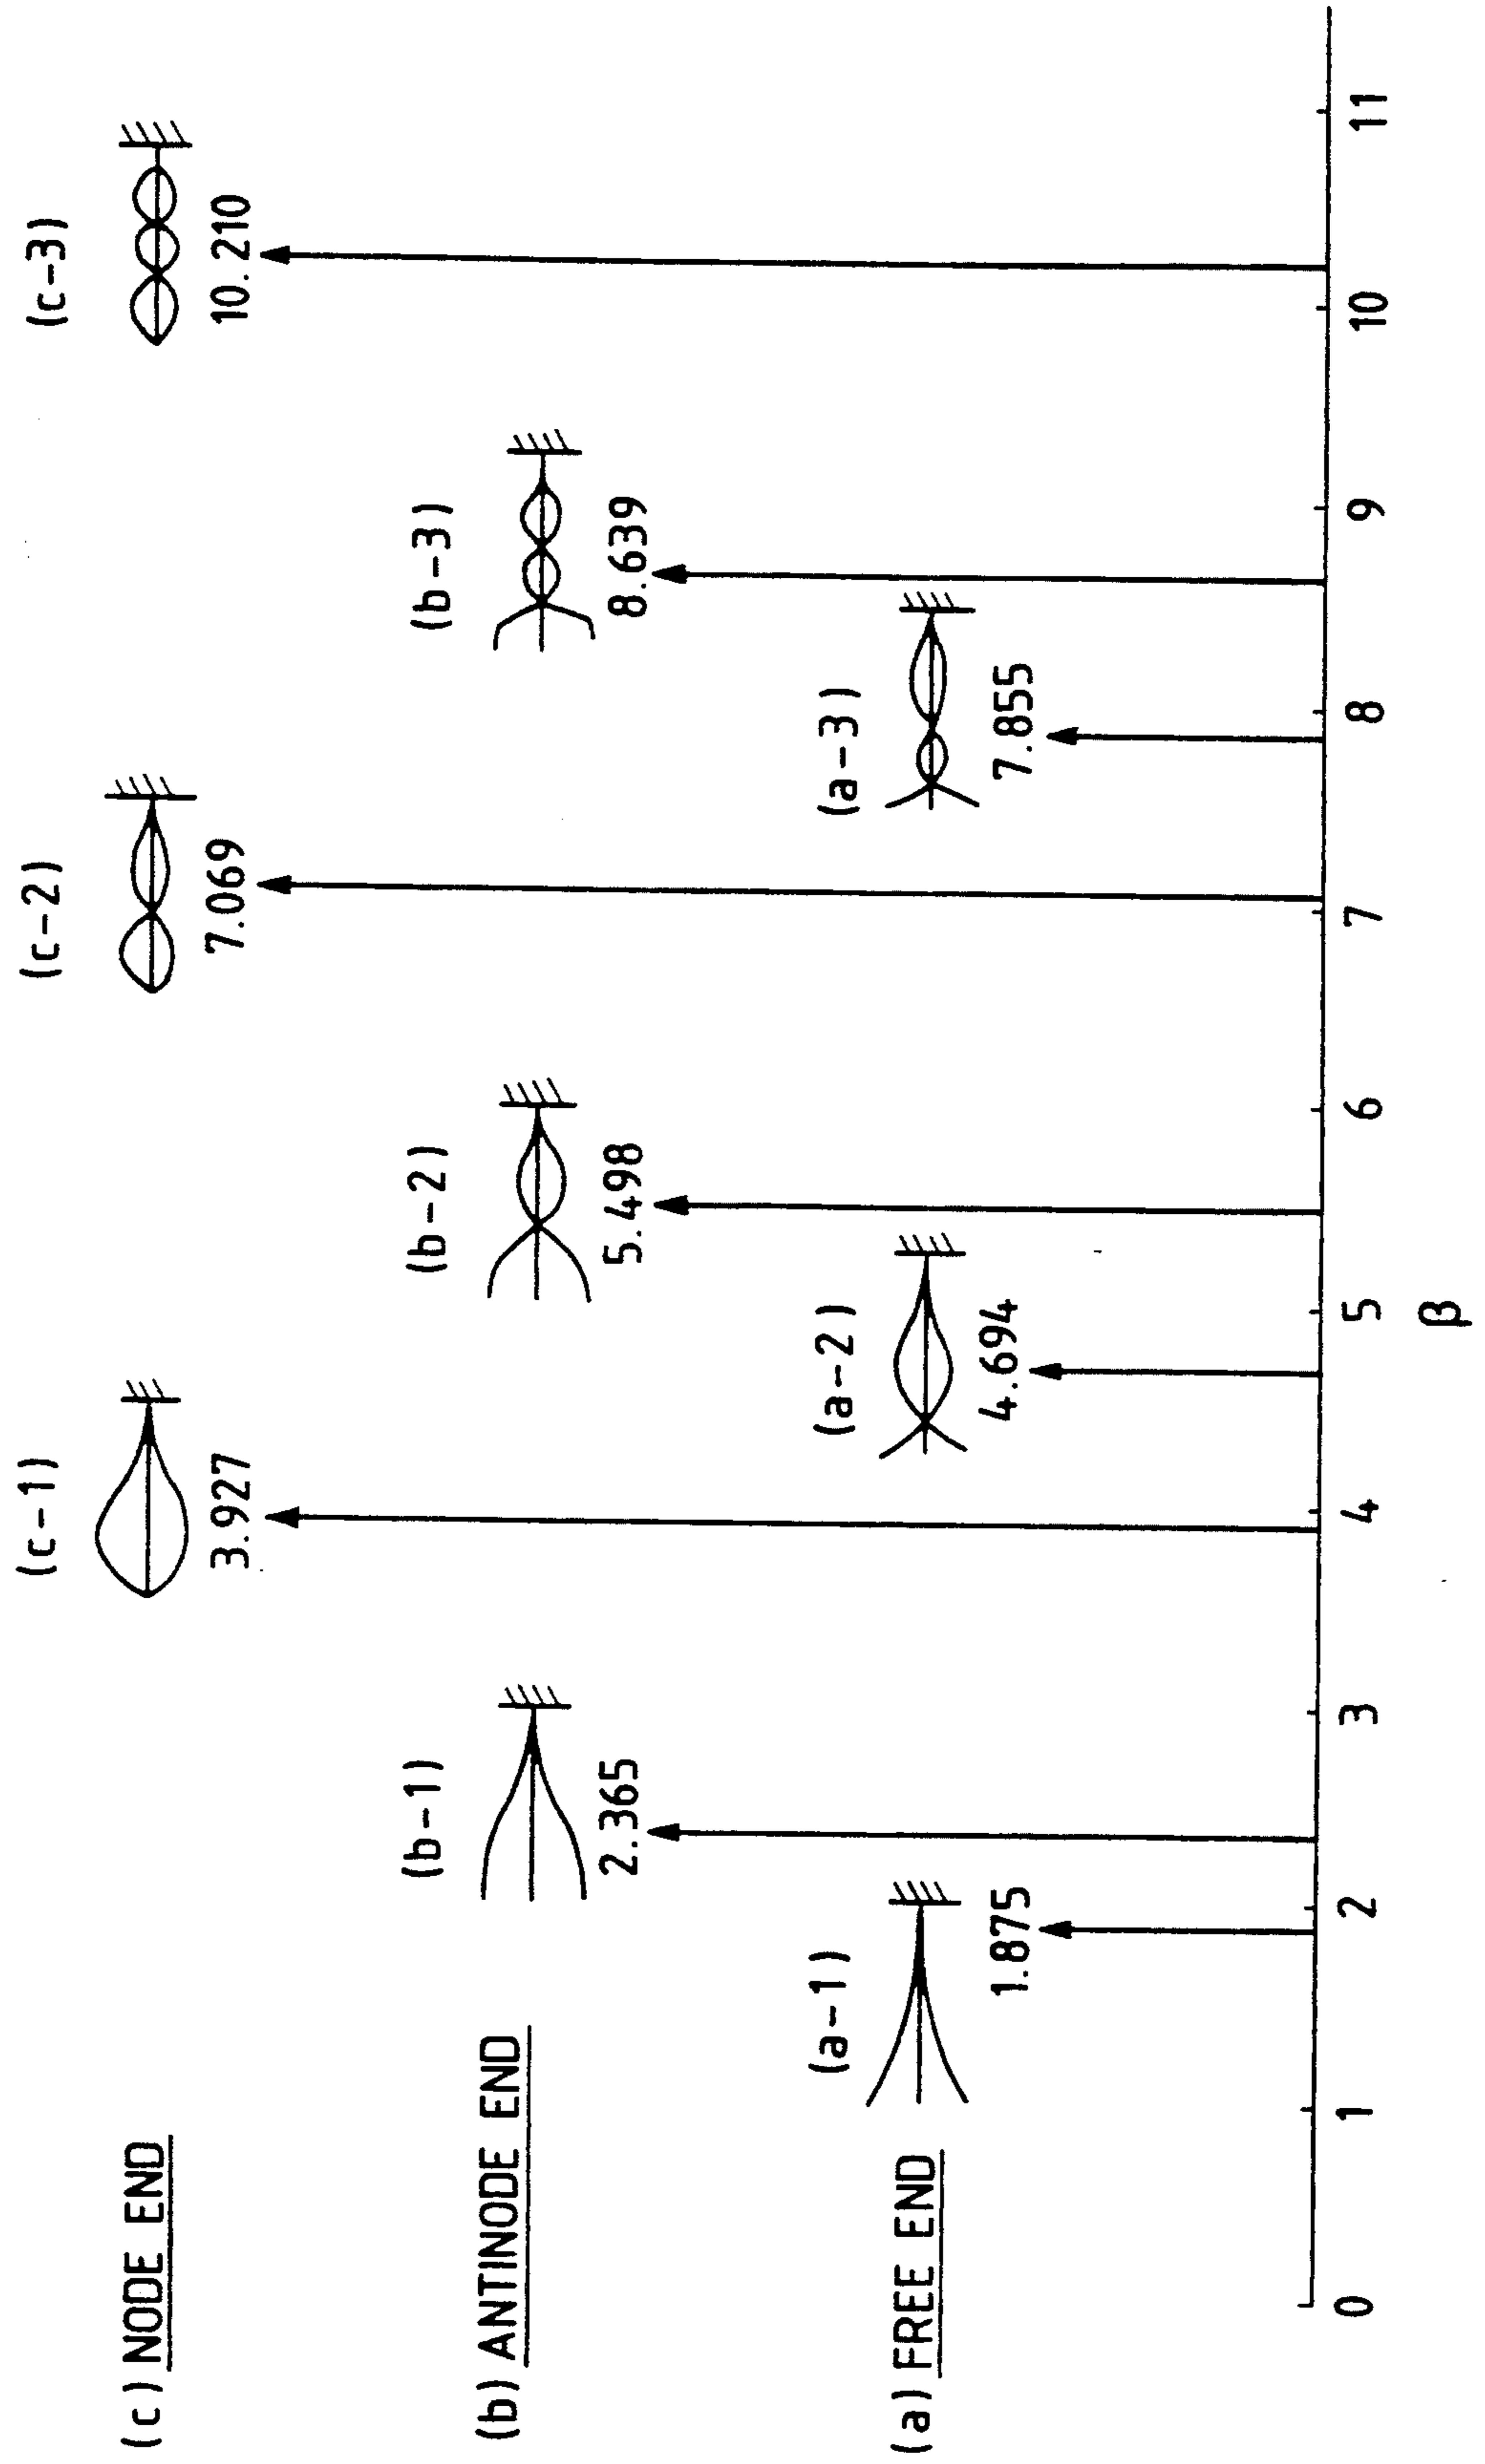 (c) NODE END
(c-1)
3.927
(c-2)
7.069
(c-3)
10.210
(b) ANTINODE END
(b-1)
2.365
(b-2)
5.498
(b-3)
8.639
(a) FREE END
(a-1)
1.875
(a-2)
4.694
(a-3)
7.855
0 1 2 3 4 5 6 7 8 9 10 11
β